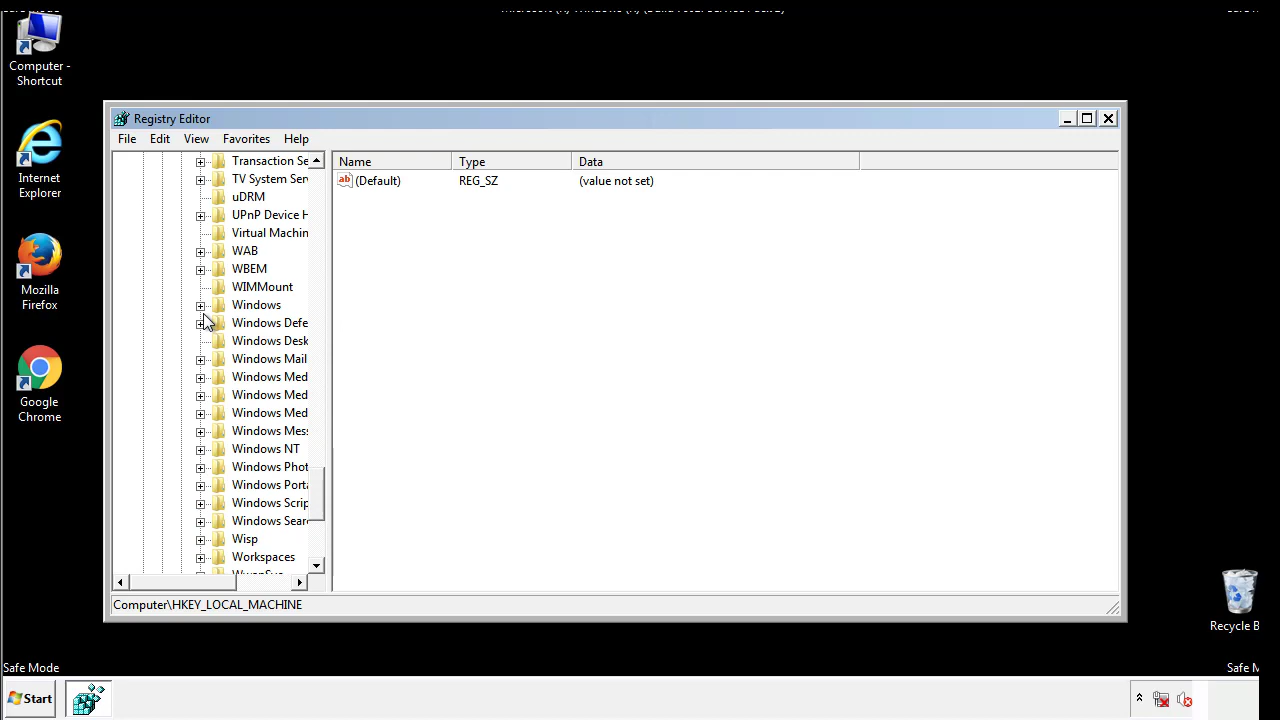 Computer -
Shortcut
Internet
Explorer
Mozilla
Firefox
Google
Chrome
Registry Editor
File Edit View Favorites Help
Transaction Se
TV System Serv
uDRM
UPnP Device H
Virtual Machin
WAB
WBEM
WIMMount
Windows
Windows Defe
Windows Desk
Windows Mail
Windows Med
Windows Med
Windows Med
Windows Mess
Windows NT
Windows Phot
Windows Porta
Windows Scrip
Windows Sear
Wisp
Workspaces
Name Type Data
ab (Default) REG_SZ (value not set)
Computer\HKEY_LOCAL_MACHINE
Recycle B
Safe Mode
Safe M
Start